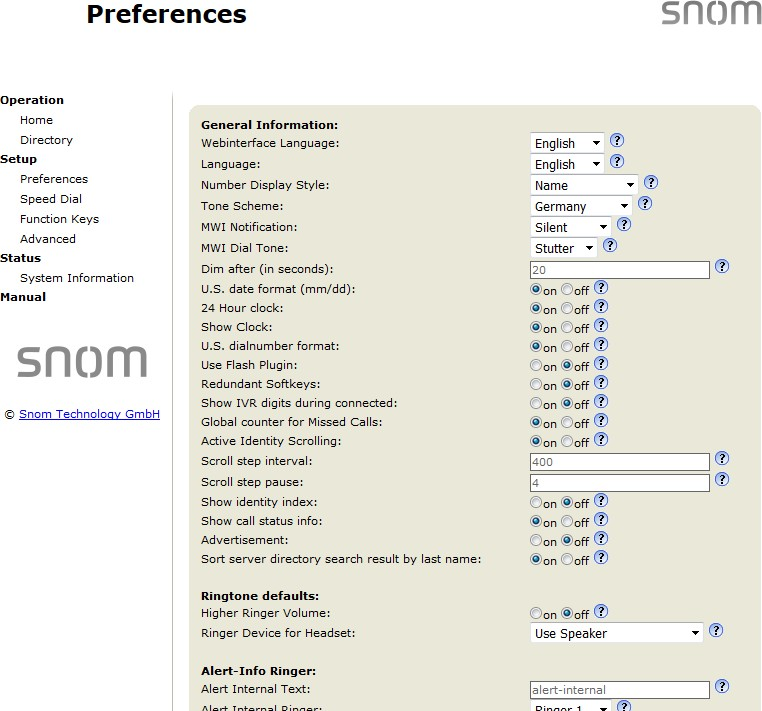 Preferences
snom
Operation
Home
Directory
Setup
Preferences
Speed Dial
Function Keys
Advanced
Status
System Information
Manual
snom
© Snom Technology GmbH
General Information:
Webinterface Language: English ?
Language: English ?
Number Display Style: Name ?
Tone Scheme: Germany ?
MWI Notification: Silent ?
MWI Dial Tone: Stutter ?
Dim after (in seconds): 20 ?
U.S. date format (mm/dd): on off ?
24 Hour clock: on off ?
Show Clock: on off ?
U.S. dialnumber format: on off ?
Use Flash Plugin: on off ?
Redundant Softkeys: on off ?
Show IVR digits during connected: on off ?
Global counter for Missed Calls: on off ?
Active Identity Scrolling: on off ?
Scroll step interval: 400 ?
Scroll step pause: 4 ?
Show identity index: on off ?
Show call status info: on off ?
Advertisement: on off ?
Sort server directory search result by last name: on off ?
Ringtone defaults:
Higher Ringer Volume: on off ?
Ringer Device for Headset: Use Speaker ?
Alert-Info Ringer:
Alert Internal Text: alert-internal ?
Alert Internal Ringer: Ringer 1 ?